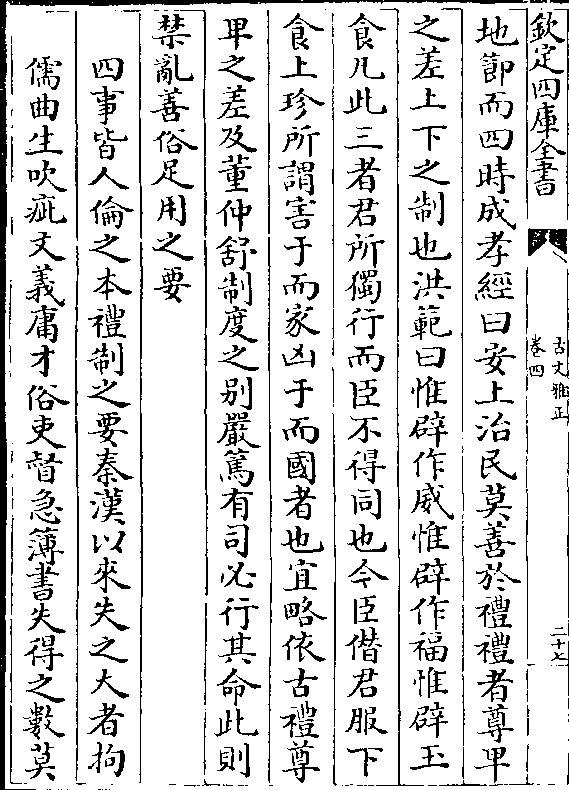 欽定四庫全書
古文雅正
卷四
二十七
地節而四時成孝經曰安上治民莫善於禮禮者尊卑
之差上下之制也洪範曰惟辟作威惟辟作福惟辟玉
食凡此三者君所獨行而臣不得同也今臣僣君服下
食上珍所謂害于而家凶于而國者也宜略依古禮尊
卑之差及董仲舒制度之别嚴篤有司必行其命此則
禁亂善俗足用之要
四事皆人倫之本禮制之要秦漢以來失之大者拘
儒曲生吹疵文義庸才俗吏督急簿書失得之數莫